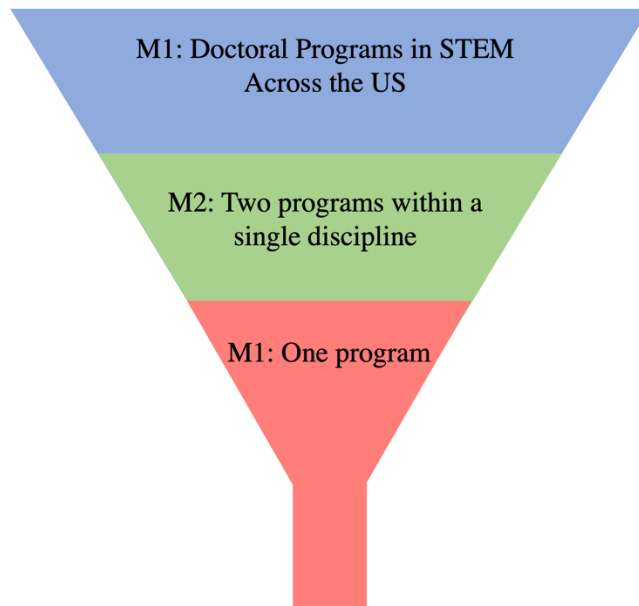 M1: Doctoral Programs in STEM
Across the US
M2: Two programs within a
single discipline
M1: One program